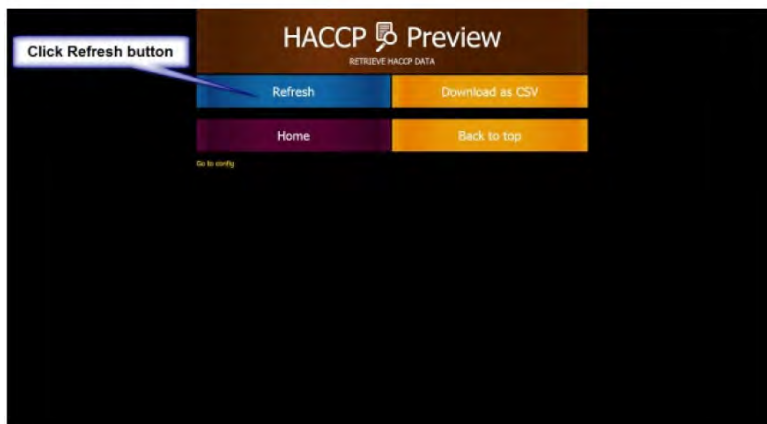 HACCP Preview
Click Refresh button
RETRIEVE HACCP DATA
Refresh
Download as CSV
Home
Back to top
Go to config